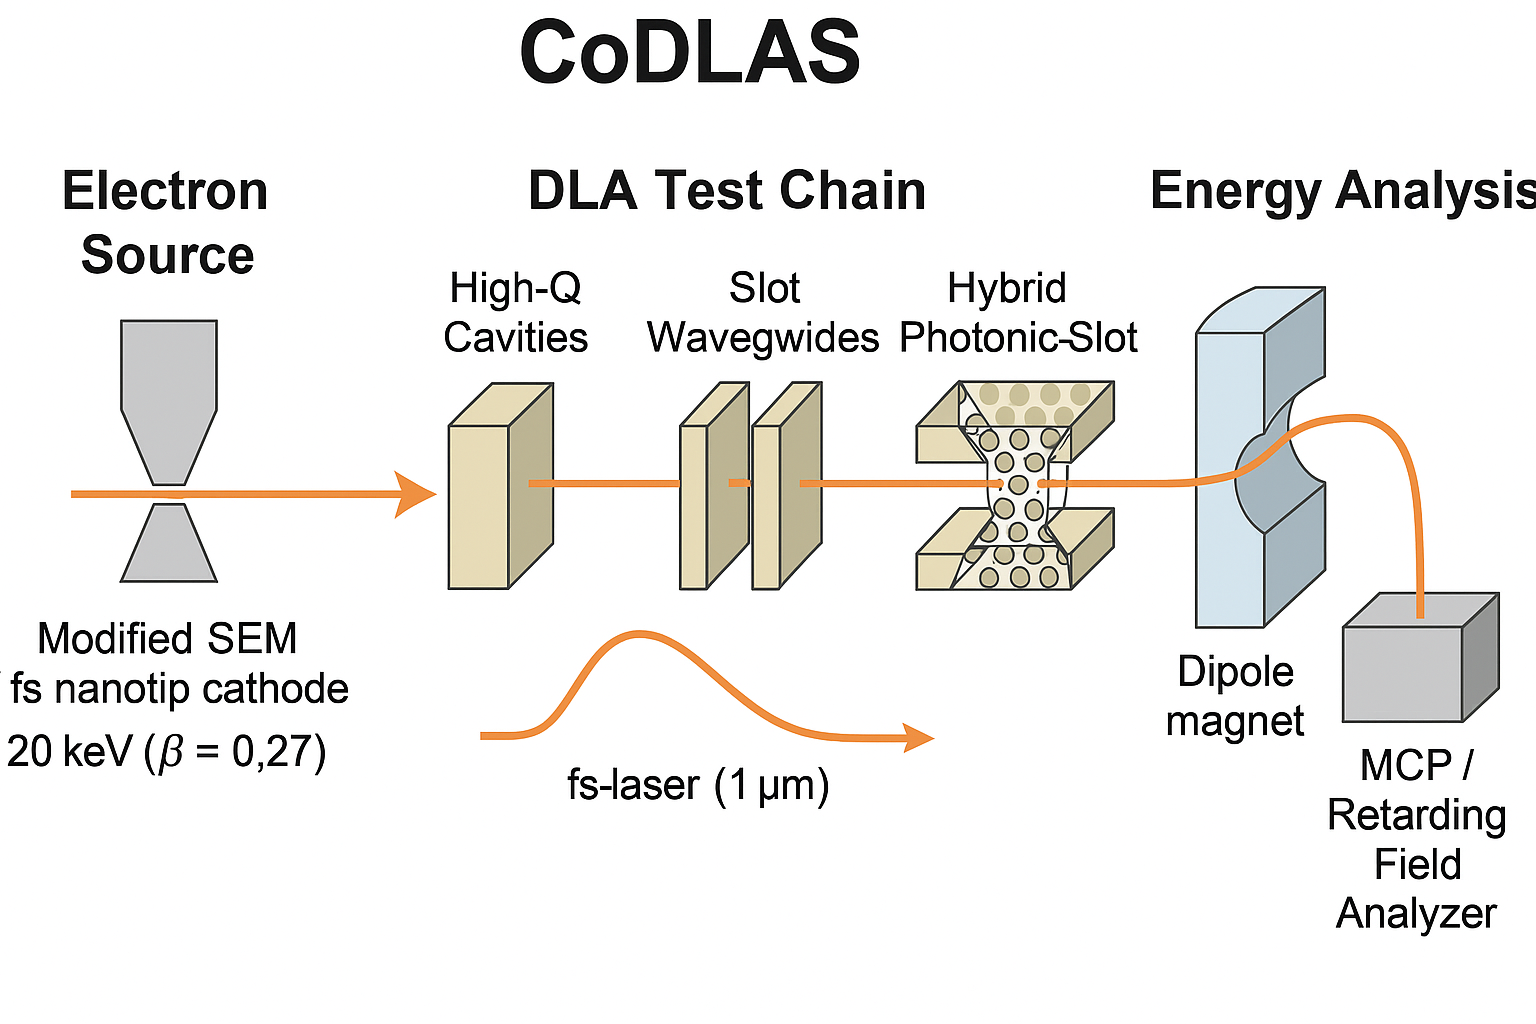 CoDLAS
Electron
Source
DLA Test Chain
Energy Analysis
High-Q
Cavities
Slot
Wavegwides
Hybrid
Photonic-Slot
Modified SEM
fs nanotip cathode
20 keV (β = 0,27)
fs-laser (1 µm)
Dipole
magnet
MCP /
Retarding
Field
Analyzer